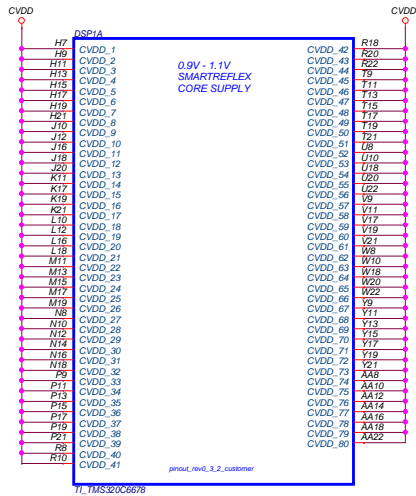 CVDD CVDD
DSP1A
H7 CVDD_1 CVDD_42 R18
H9 CVDD_2 CVDD_43 R20
H11 CVDD_3 CVDD_44 R22
0.9V - 1.1V
H13 CVDD_4 CVDD_45 T9
SMARTREFLEX
H15 CVDD_5 CVDD_46 T11
CORE SUPPLY
H17 CVDD_6 CVDD_47 T13
H19 CVDD_7 CVDD_48 T15
H21 CVDD_8 CVDD_49 T17
J10 CVDD_9 CVDD_50 T19
J12 CVDD_10 CVDD_51 T21
J16 CVDD_11 CVDD_52 U8
J18 CVDD_12 CVDD_53 U10
J20 CVDD_13 CVDD_54 U18
K11 CVDD_14 CVDD_55 U20
K17 CVDD_15 CVDD_56 U22
K19 CVDD_16 CVDD_57 V9
K21 CVDD_17 CVDD_58 V11
L10 CVDD_18 CVDD_59 V17
L12 CVDD_19 CVDD_60 V19
L16 CVDD_20 CVDD_61 V21
L18 CVDD_21 CVDD_62 W8
M11 CVDD_22 CVDD_63 W10
M13 CVDD_23 CVDD_64 W18
M15 CVDD_24 CVDD_65 W20
M17 CVDD_25 CVDD_66 W22
M19 CVDD_26 CVDD_67 Y9
N8 CVDD_27 CVDD_68 Y11
N10 CVDD_28 CVDD_69 Y13
N12 CVDD_29 CVDD_70 Y15
N14 CVDD_30 CVDD_71 Y17
N16 CVDD_31 CVDD_72 Y19
N18 CVDD_32 CVDD_73 Y21
P9 CVDD_33 CVDD_74 AA8
P11 CVDD_34 CVDD_75 AA10
P13 CVDD_35 CVDD_76 AA12
P15 CVDD_36 CVDD_77 AA14
P17 CVDD_37 CVDD_78 AA16
P19 CVDD_38 CVDD_79 AA18
P21 CVDD_39 CVDD_80 AA22
R8 CVDD_40
R10 CVDD_41
pinout_rev0_3_2_customer
TI_TMS320C6678